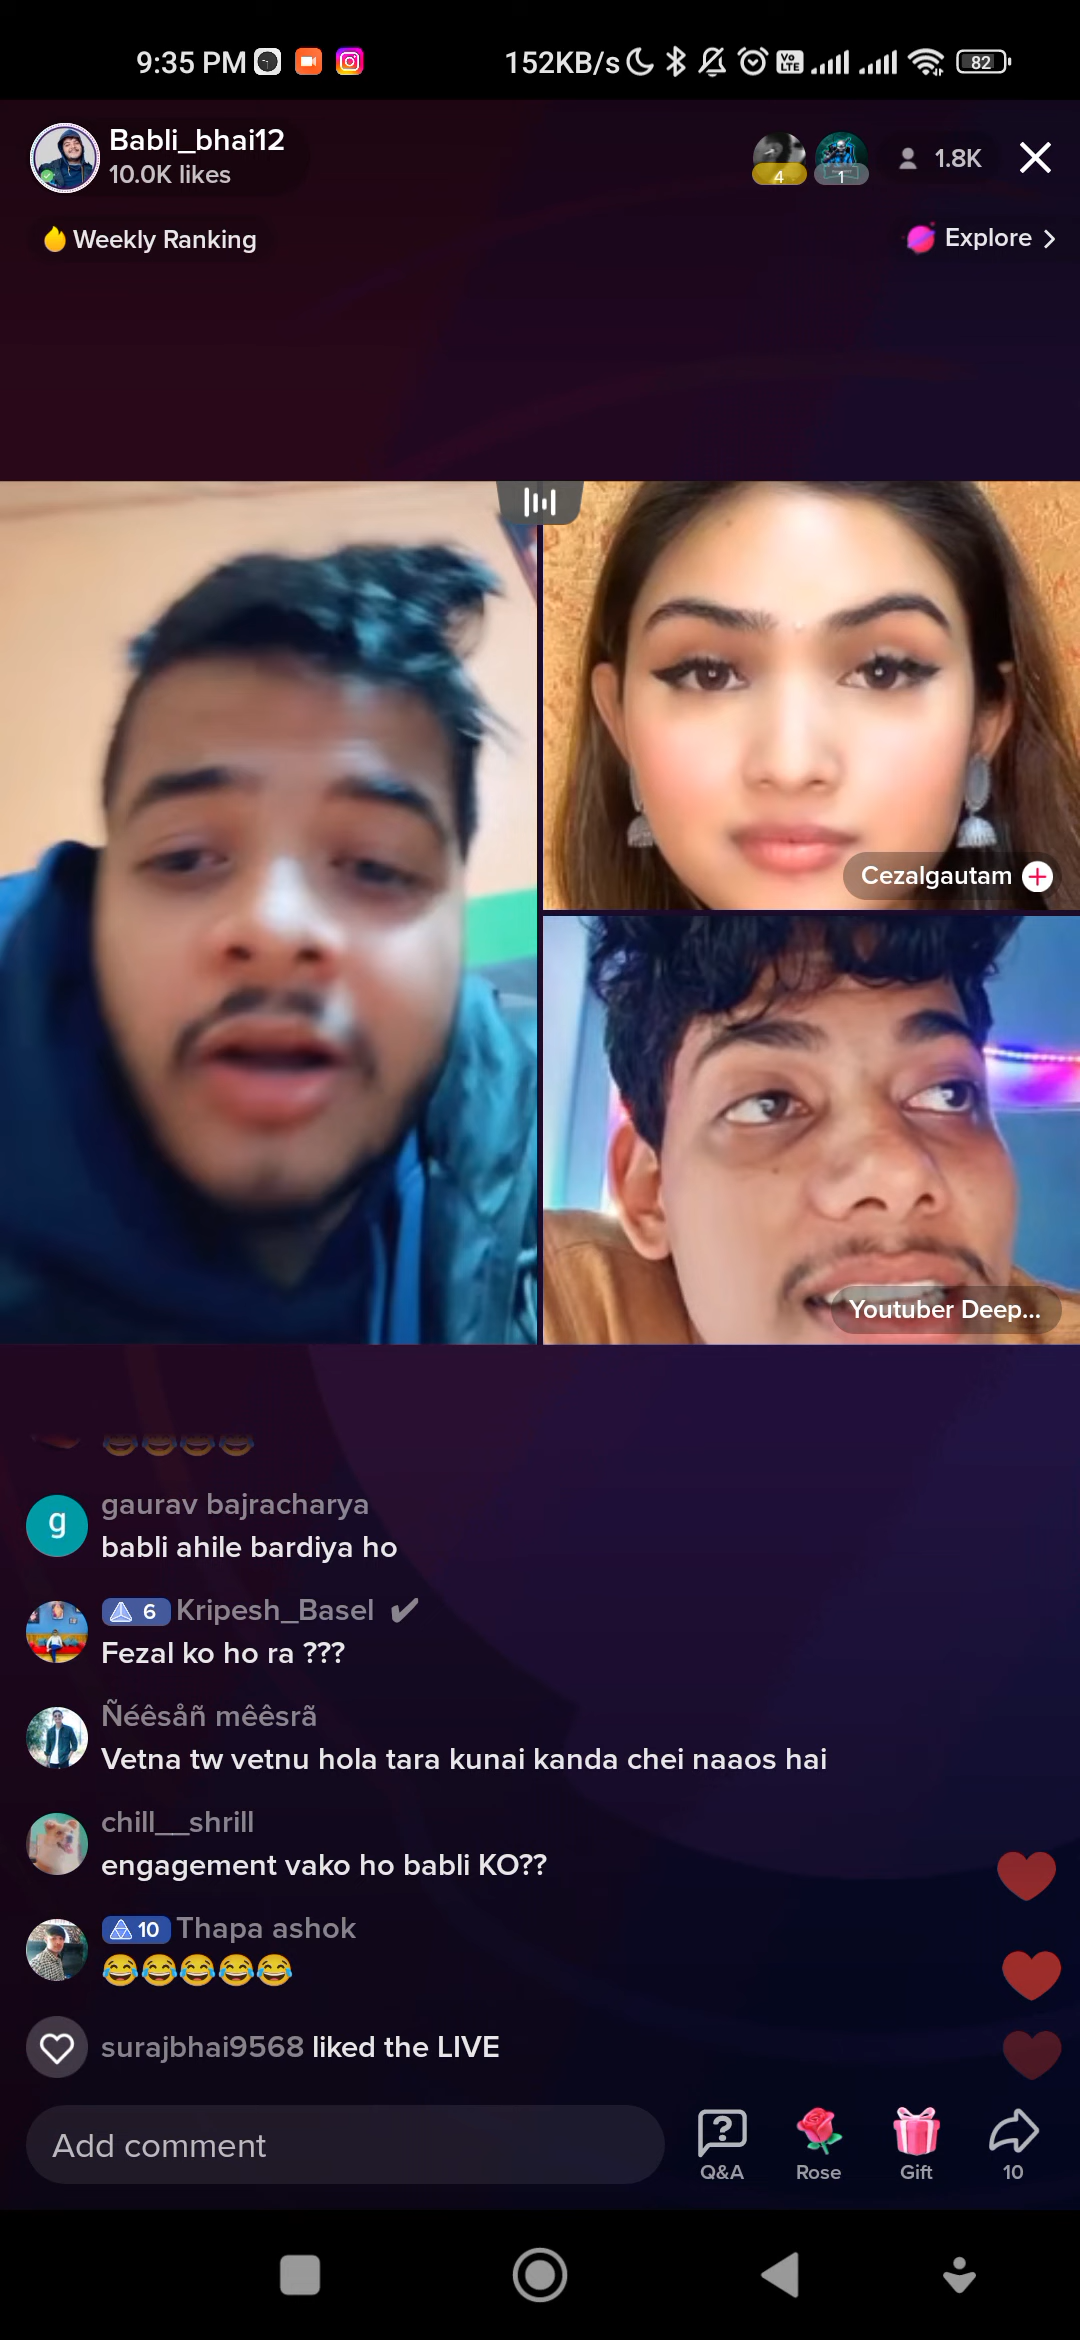 9:35 PM 152KB/s Vo LTE 82
Babli_bhai12
10.0K likes
4 1 1.8K
Weekly Ranking
Explore
Cezalgautam
Youtuber Deep...
😂😂😂😂
gaurav bajracharya
g
babli ahile bardiya ho
6 Kripesh_Basel ✔
Fezal ko ho ra ???
Ñéêsåñ mêêsrã
Vetna tw vetnu hola tara kunai kanda chei naaos hai
chill__shrill
engagement vako ho babli KO??
10 Thapa ashok
😂😂😂😂😂
surajbhai9568 liked the LIVE
Add comment
Q&A Rose Gift 10